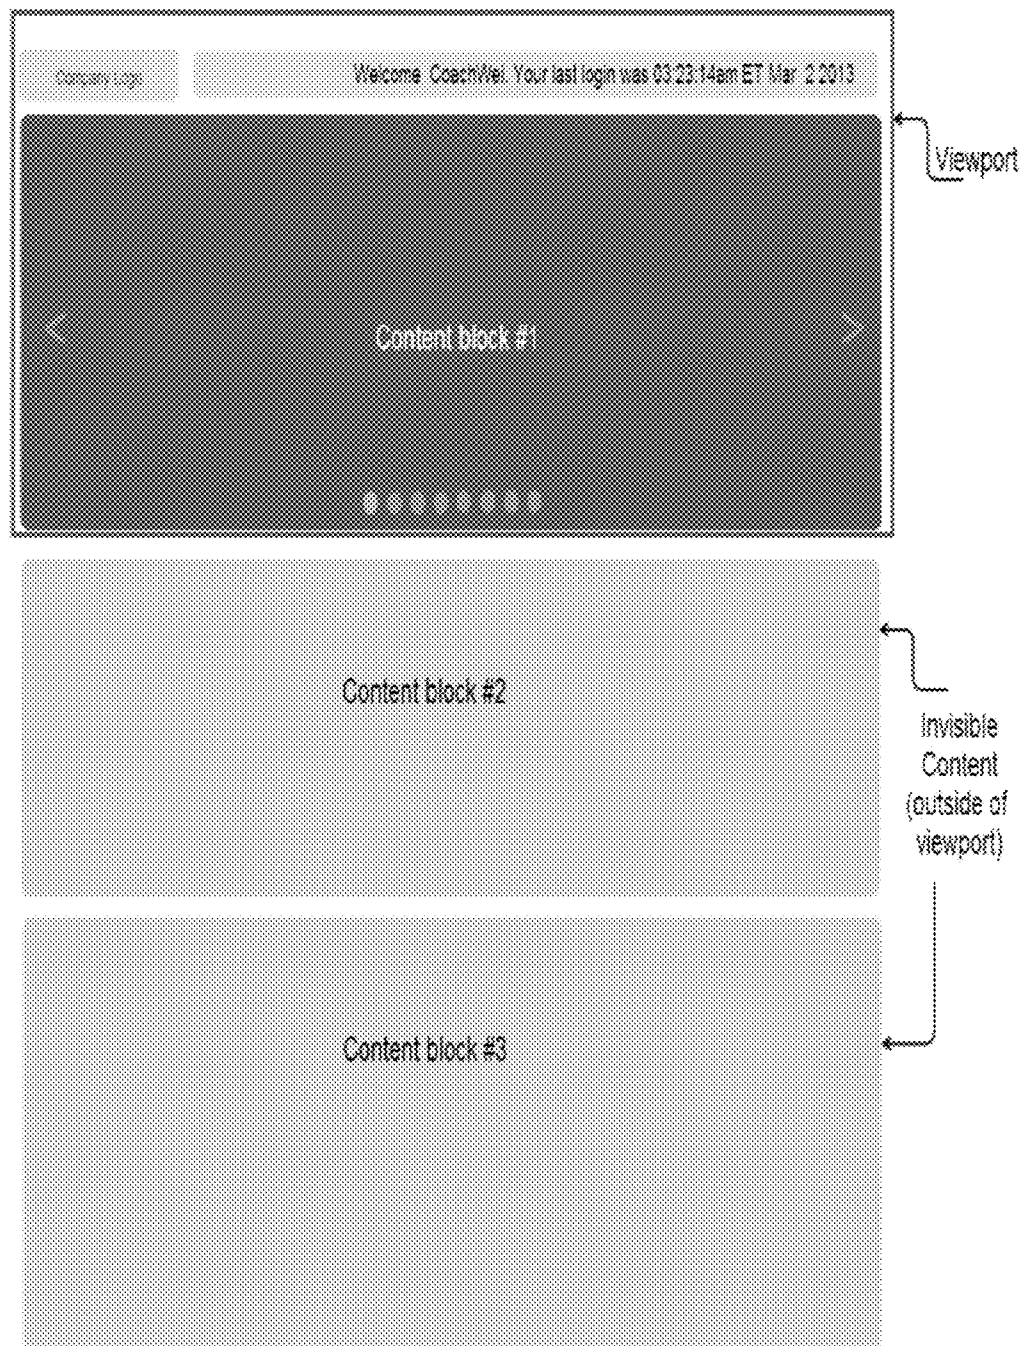 Company Logo
Welcome CoachWei. Your last login was 03:23:14am ET Mar 2 2013
Viewport
Content block #1
Content block #2
Invisible
Content
(outside of
viewport)
Content block #3